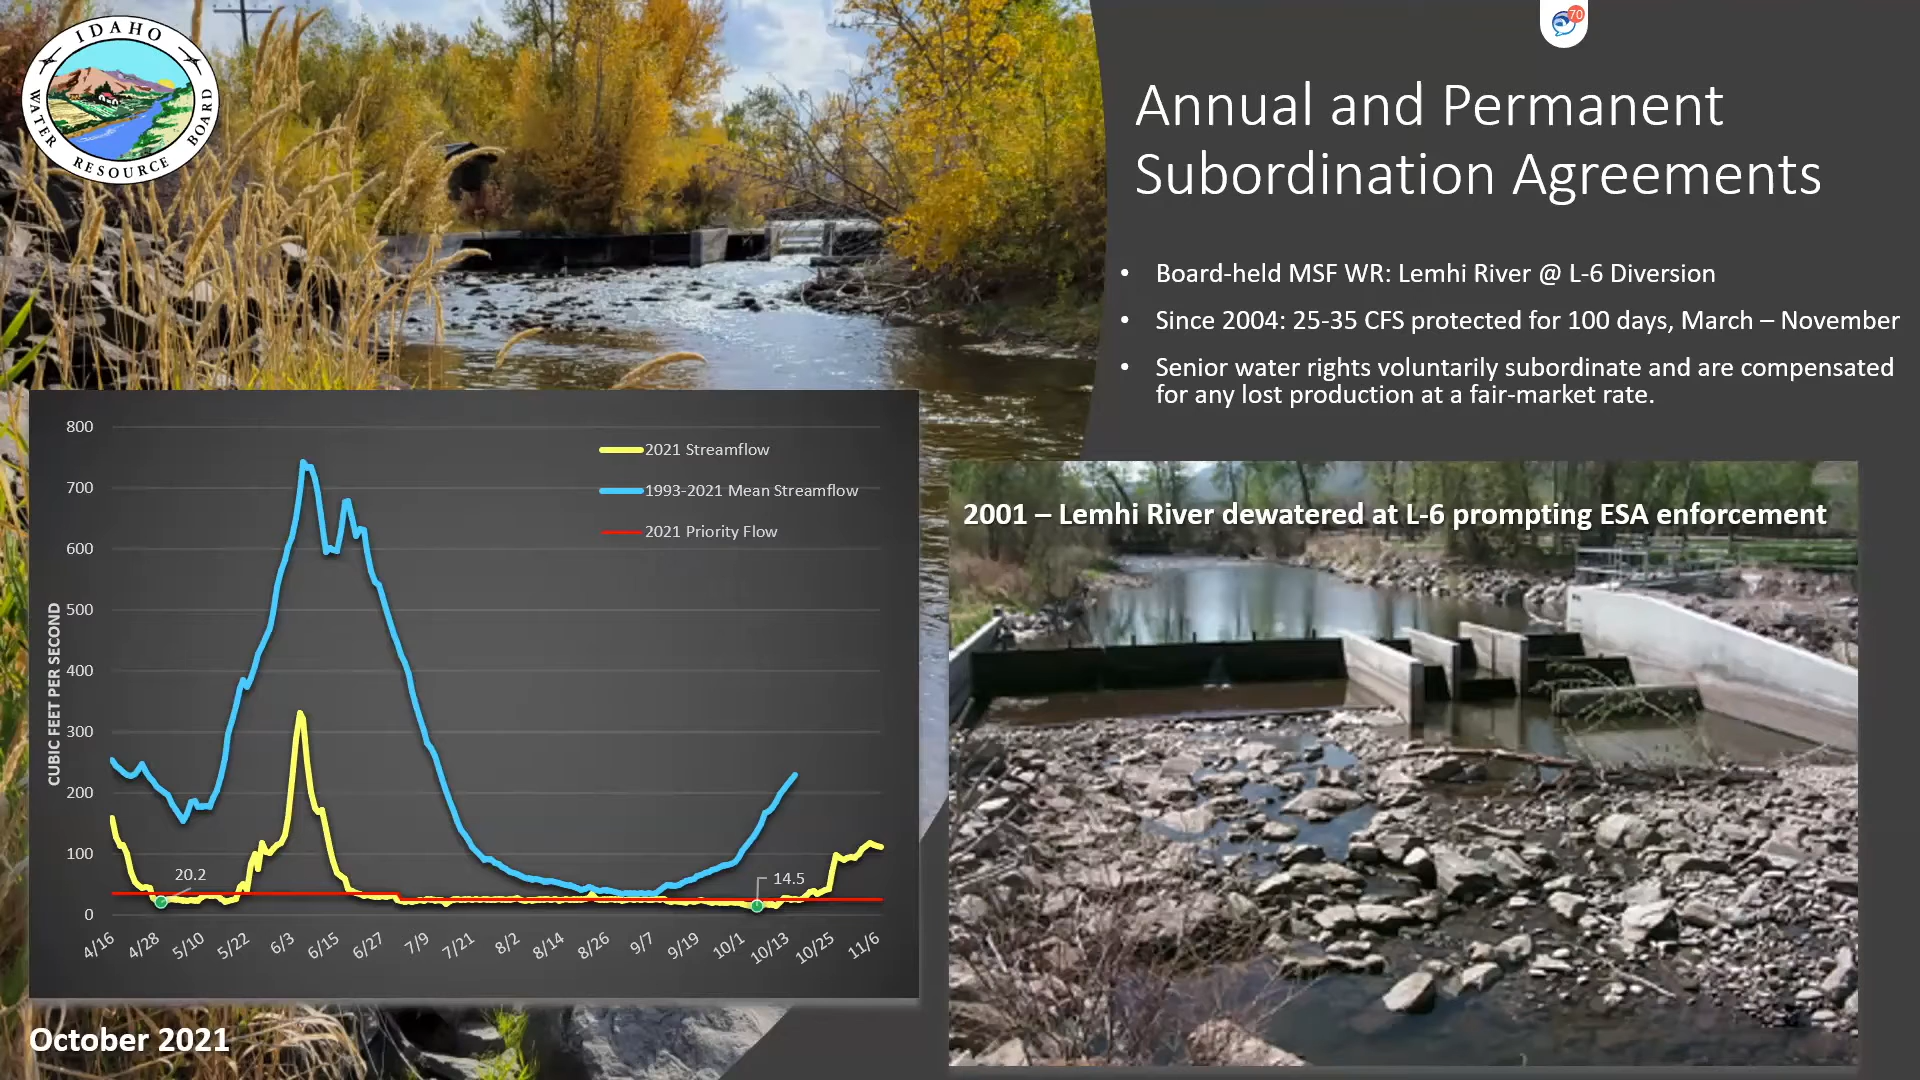 IDAHO
WATER RESOURCE BOARD
70
Annual and Permanent
Subordination Agreements
• Board-held MSF WR: Lemhi River @ L-6 Diversion
• Since 2004: 25-35 CFS protected for 100 days, March – November
• Senior water rights voluntarily subordinate and are compensated
for any lost production at a fair-market rate.
800
700
600
500
400
300
200
100
0
CUBIC FEET PER SECOND
2021 Streamflow
1993-2021 Mean Streamflow
2021 Priority Flow
20.2
14.5
4/16 4/28 5/10 5/22 6/3 6/15 6/27 7/9 7/21 8/2 8/14 8/26 9/7 9/19 10/1 10/13 10/25 11/6
2001 – Lemhi River dewatered at L-6 prompting ESA enforcement
October 2021